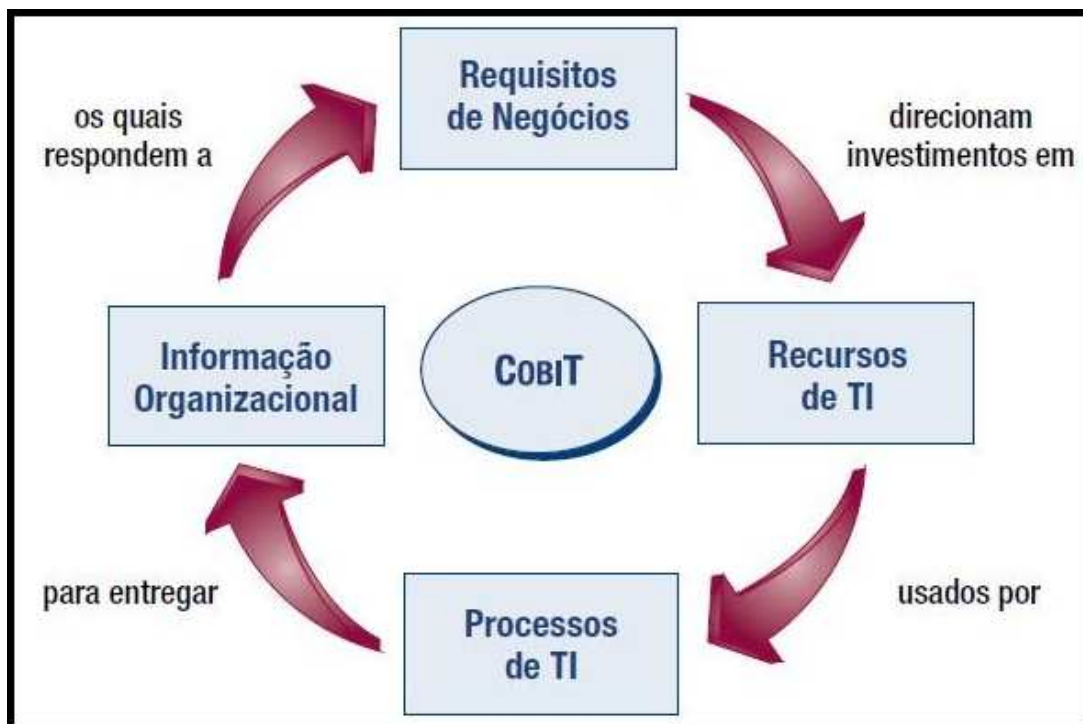 Requisitos
de Negócios
direcionam
investimentos em
Recursos
de TI
usados por
Processos
de TI
para entregar
Informação
Organizacional
os quais
respondem a
COBIT